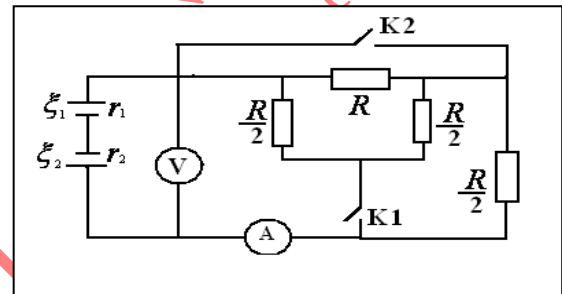 K2
ξ₁ r₁
R/2 R R/2
ξ₂ r₂
V R/2
K1
A